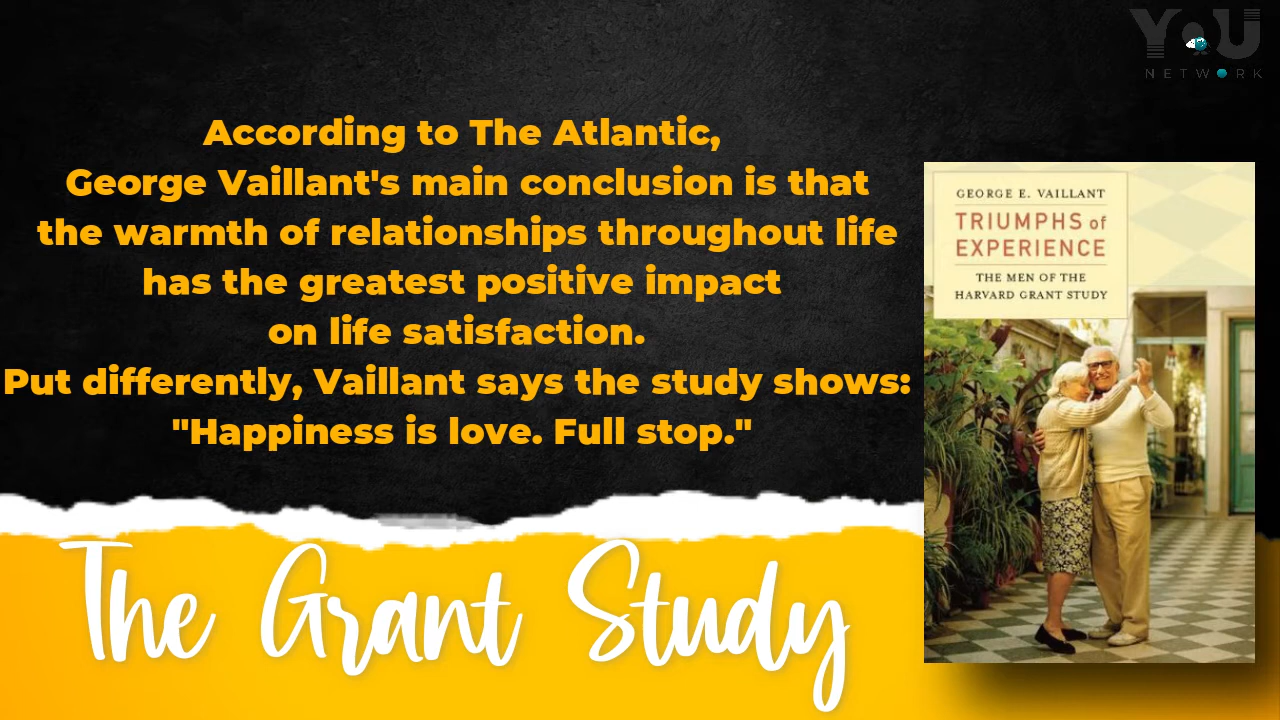 YOU
NETWORK
According to The Atlantic,
George Vaillant's main conclusion is that
the warmth of relationships throughout life
has the greatest positive impact
on life satisfaction.
Put differently, Vaillant says the study shows:
"Happiness is love. Full stop."
The Grant Study
GEORGE E. VAILLANT
TRIUMPHS of
EXPERIENCE
THE MEN OF THE
HARVARD GRANT STUDY